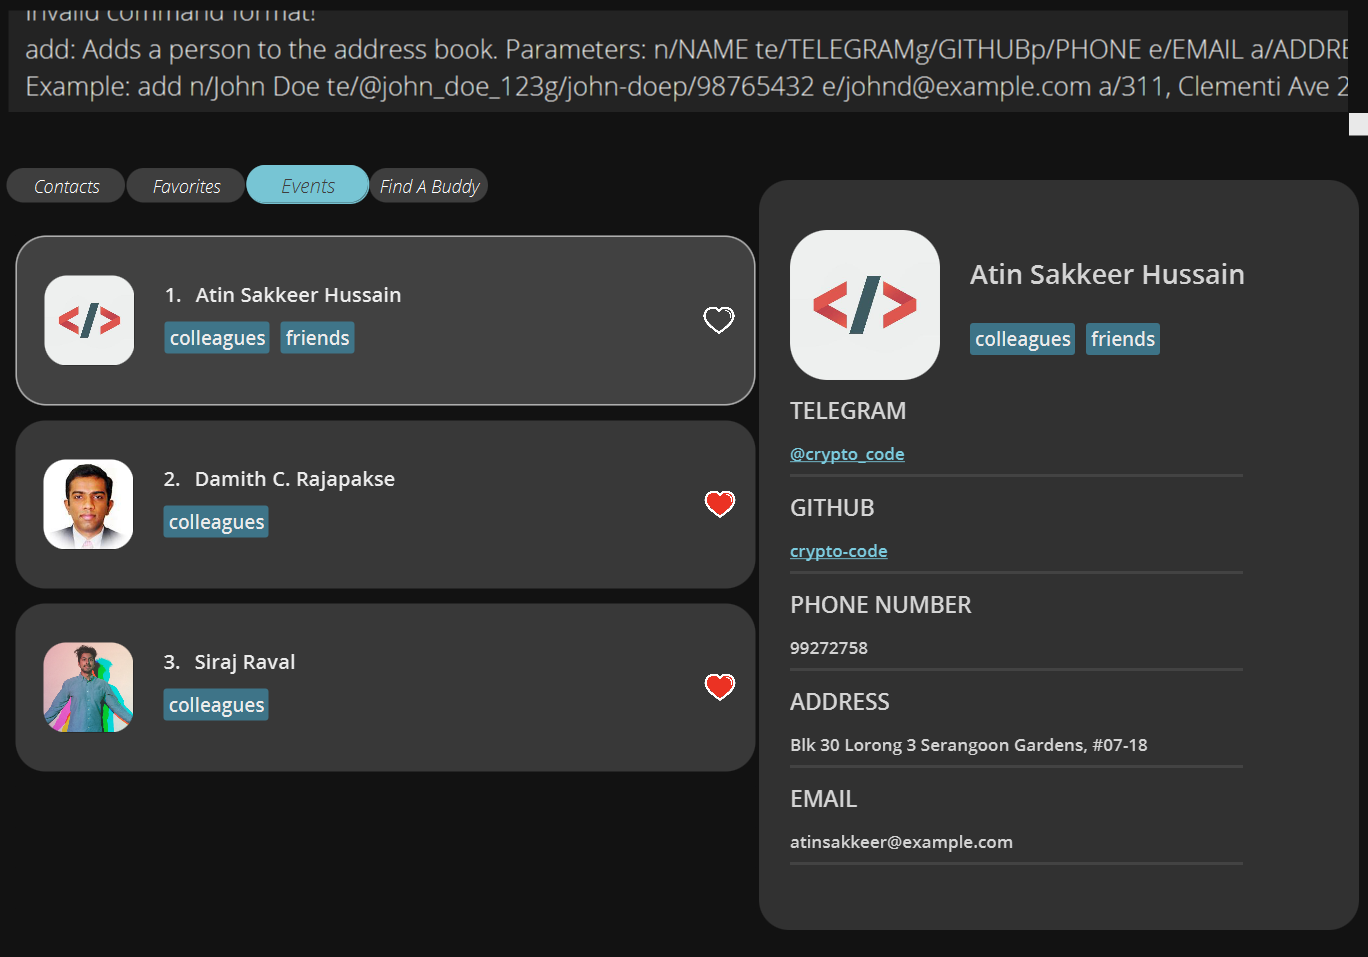 Invalid command format!
add: Adds a person to the address book. Parameters: n/NAME te/TELEGRAMg/GITHUBp/PHONE e/EMAIL a/ADDRE
Example: add n/John Doe te/@john_doe_123g/john-doep/98765432 e/johnd@example.com a/311, Clementi Ave 2
Contacts Favorites Events Find A Buddy
1. Atin Sakkeer Hussain
colleagues friends
2. Damith C. Rajapakse
colleagues
3. Siraj Raval
colleagues
Atin Sakkeer Hussain
colleagues friends
TELEGRAM
@crypto_code
GITHUB
crypto-code
PHONE NUMBER
99272758
ADDRESS
Blk 30 Lorong 3 Serangoon Gardens, #07-18
EMAIL
atinsakkeer@example.com